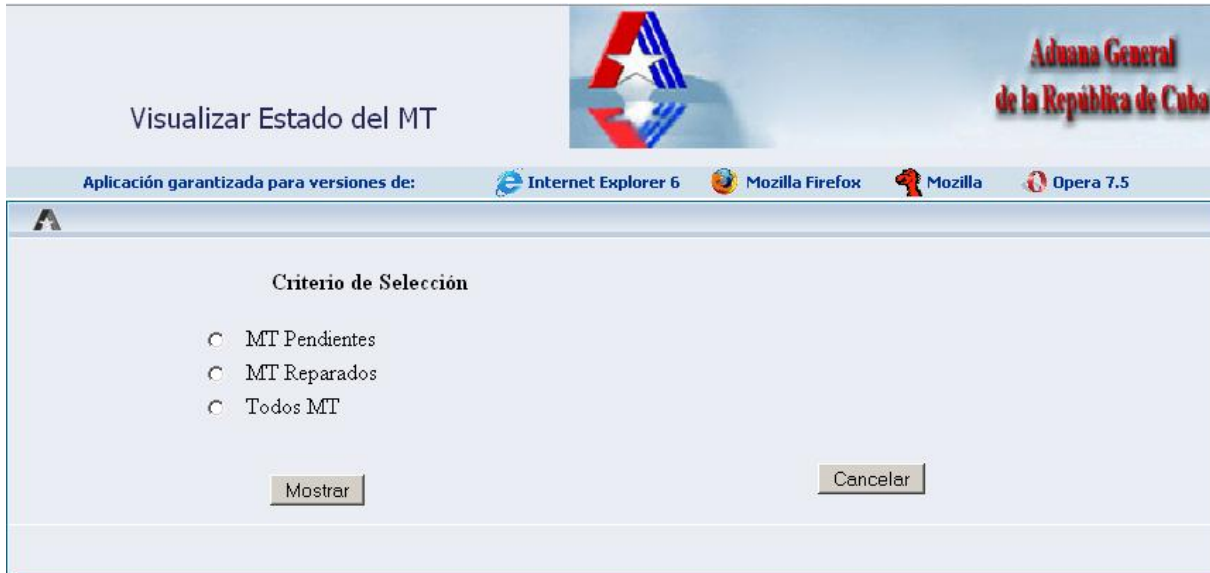 Aduana General
de la República de Cuba
Visualizar Estado del MT
Aplicación garantizada para versiones de:
Internet Explorer 6
Mozilla Firefox
Mozilla
Opera 7.5
Criterio de Selección
MT Pendientes
MT Reparados
Todos MT
Mostrar
Cancelar